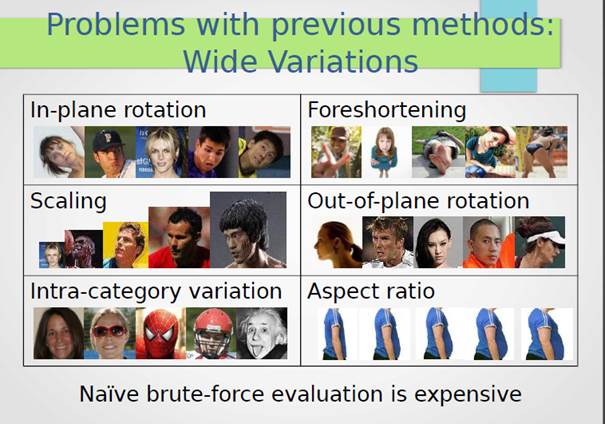 Problems with previous methods:
Wide Variations
In-plane rotation
Foreshortening
Scaling
Out-of-plane rotation
Intra-category variation
Aspect ratio
Naïve brute-force evaluation is expensive